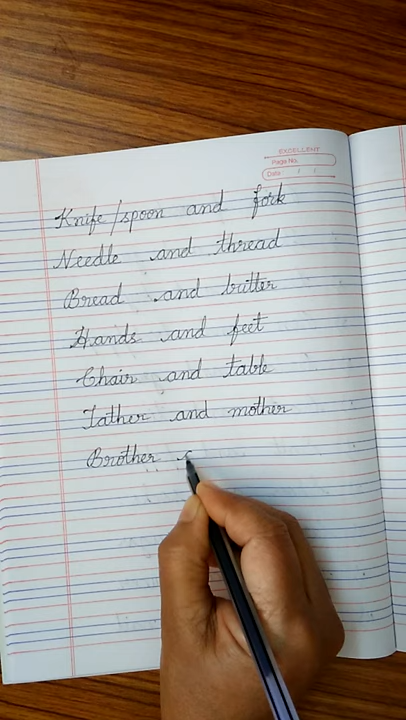 EXCELLENT
Page No.
Date / /
Knife/spoon and fork
Needle and thread
Bread and butter
Hands and feet
Chair and table
Father and mother
Brother